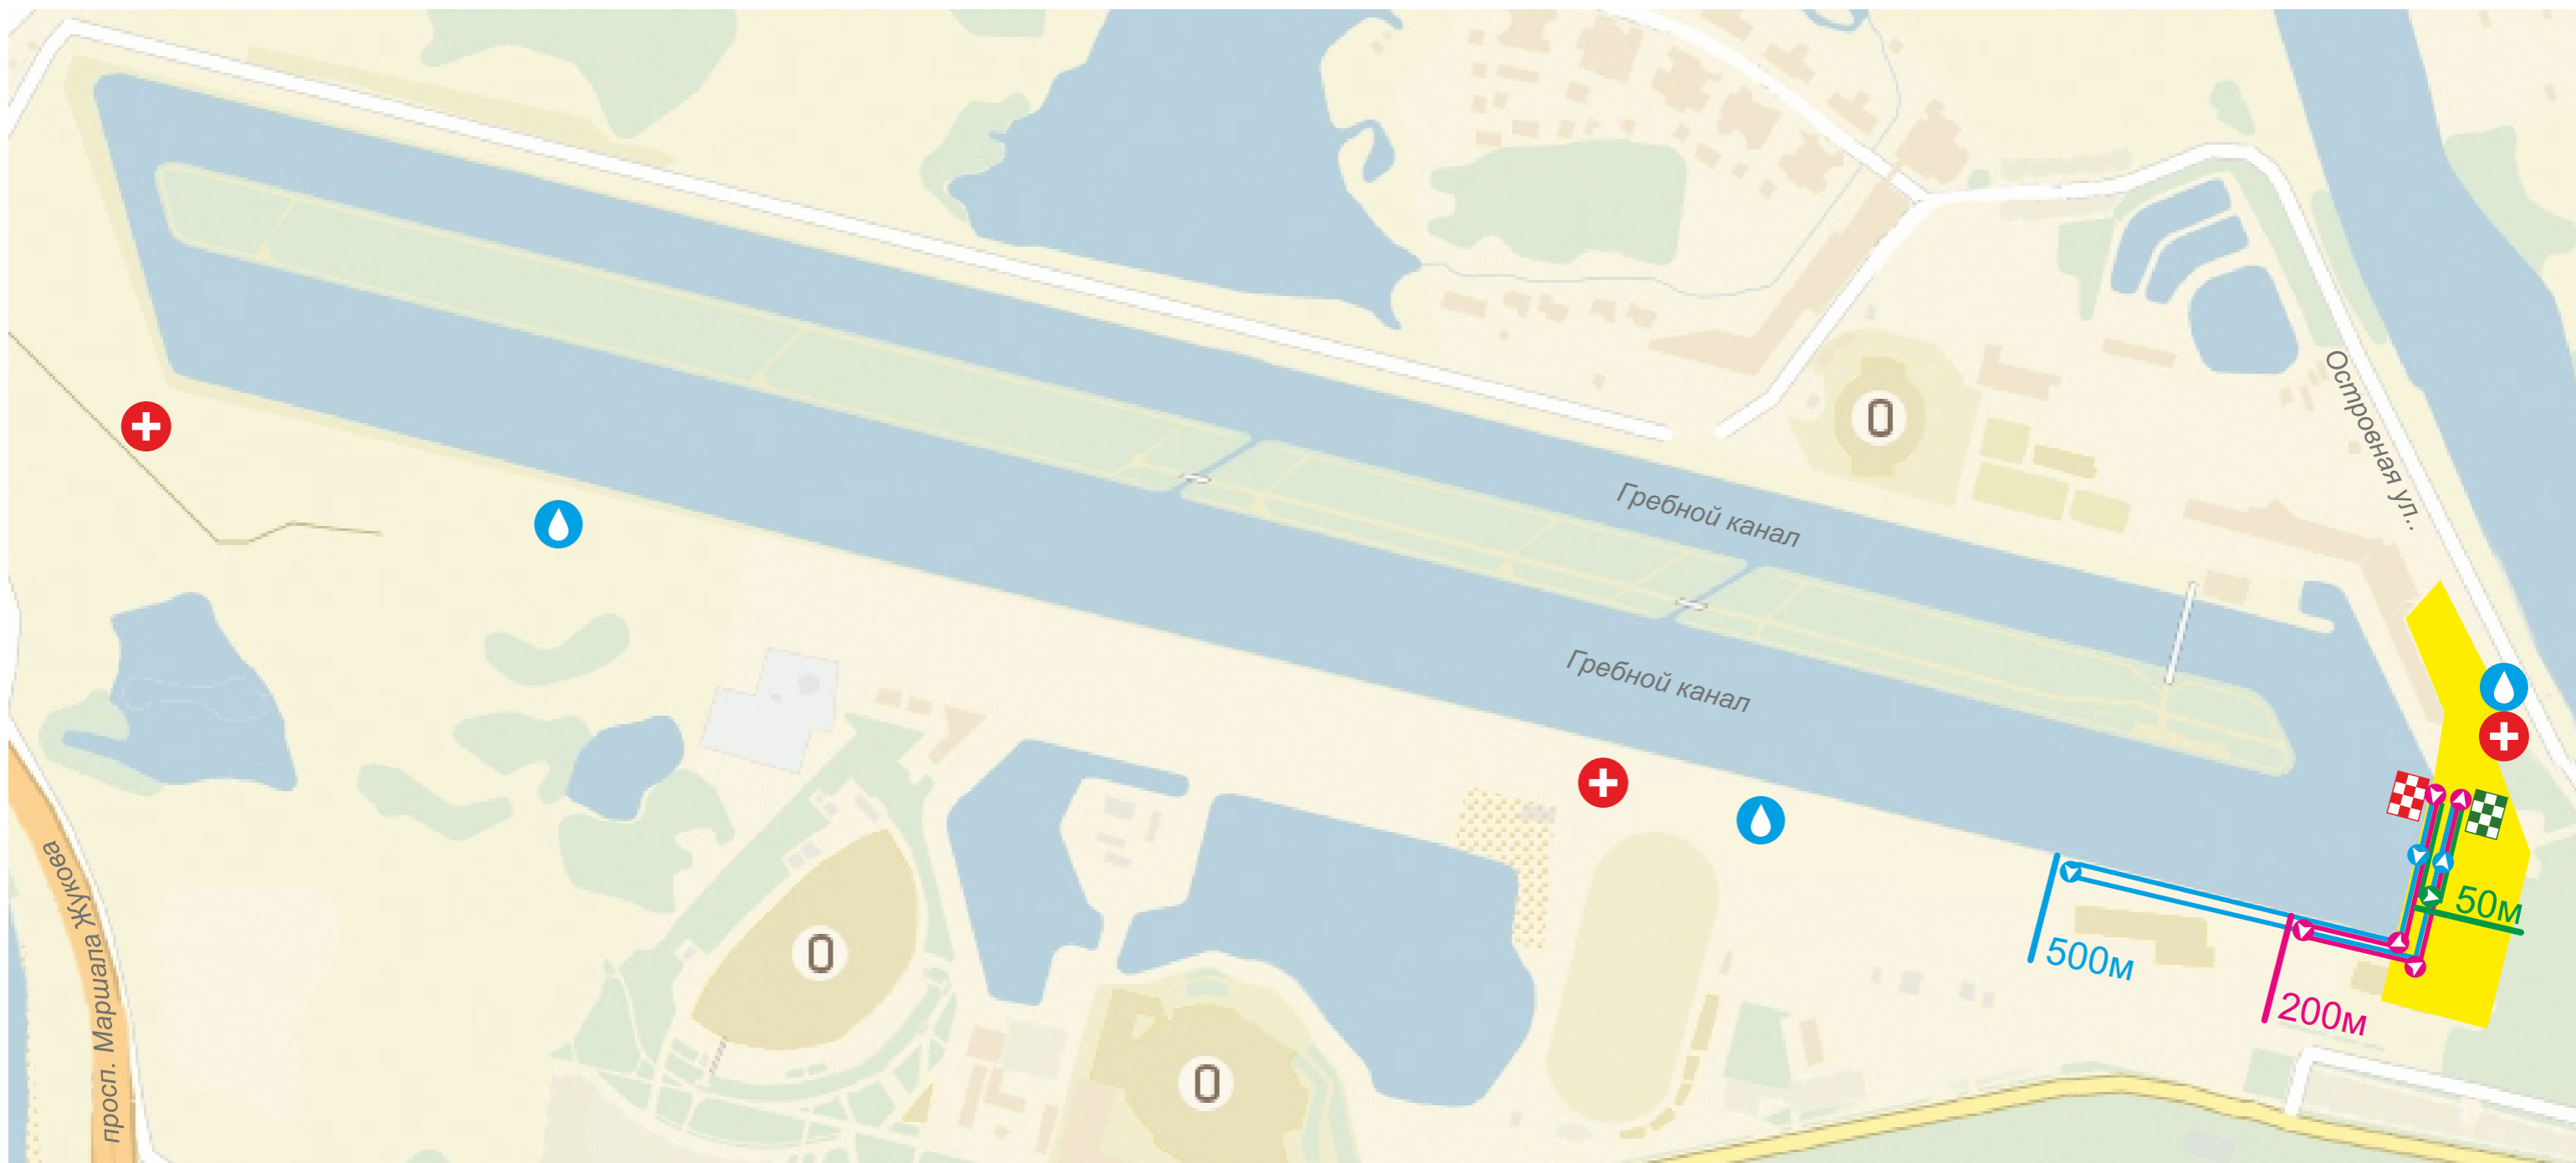 Островная ул..
Гребной канал
Гребной канал
просп. Маршала Жукова
50м
500м
200м